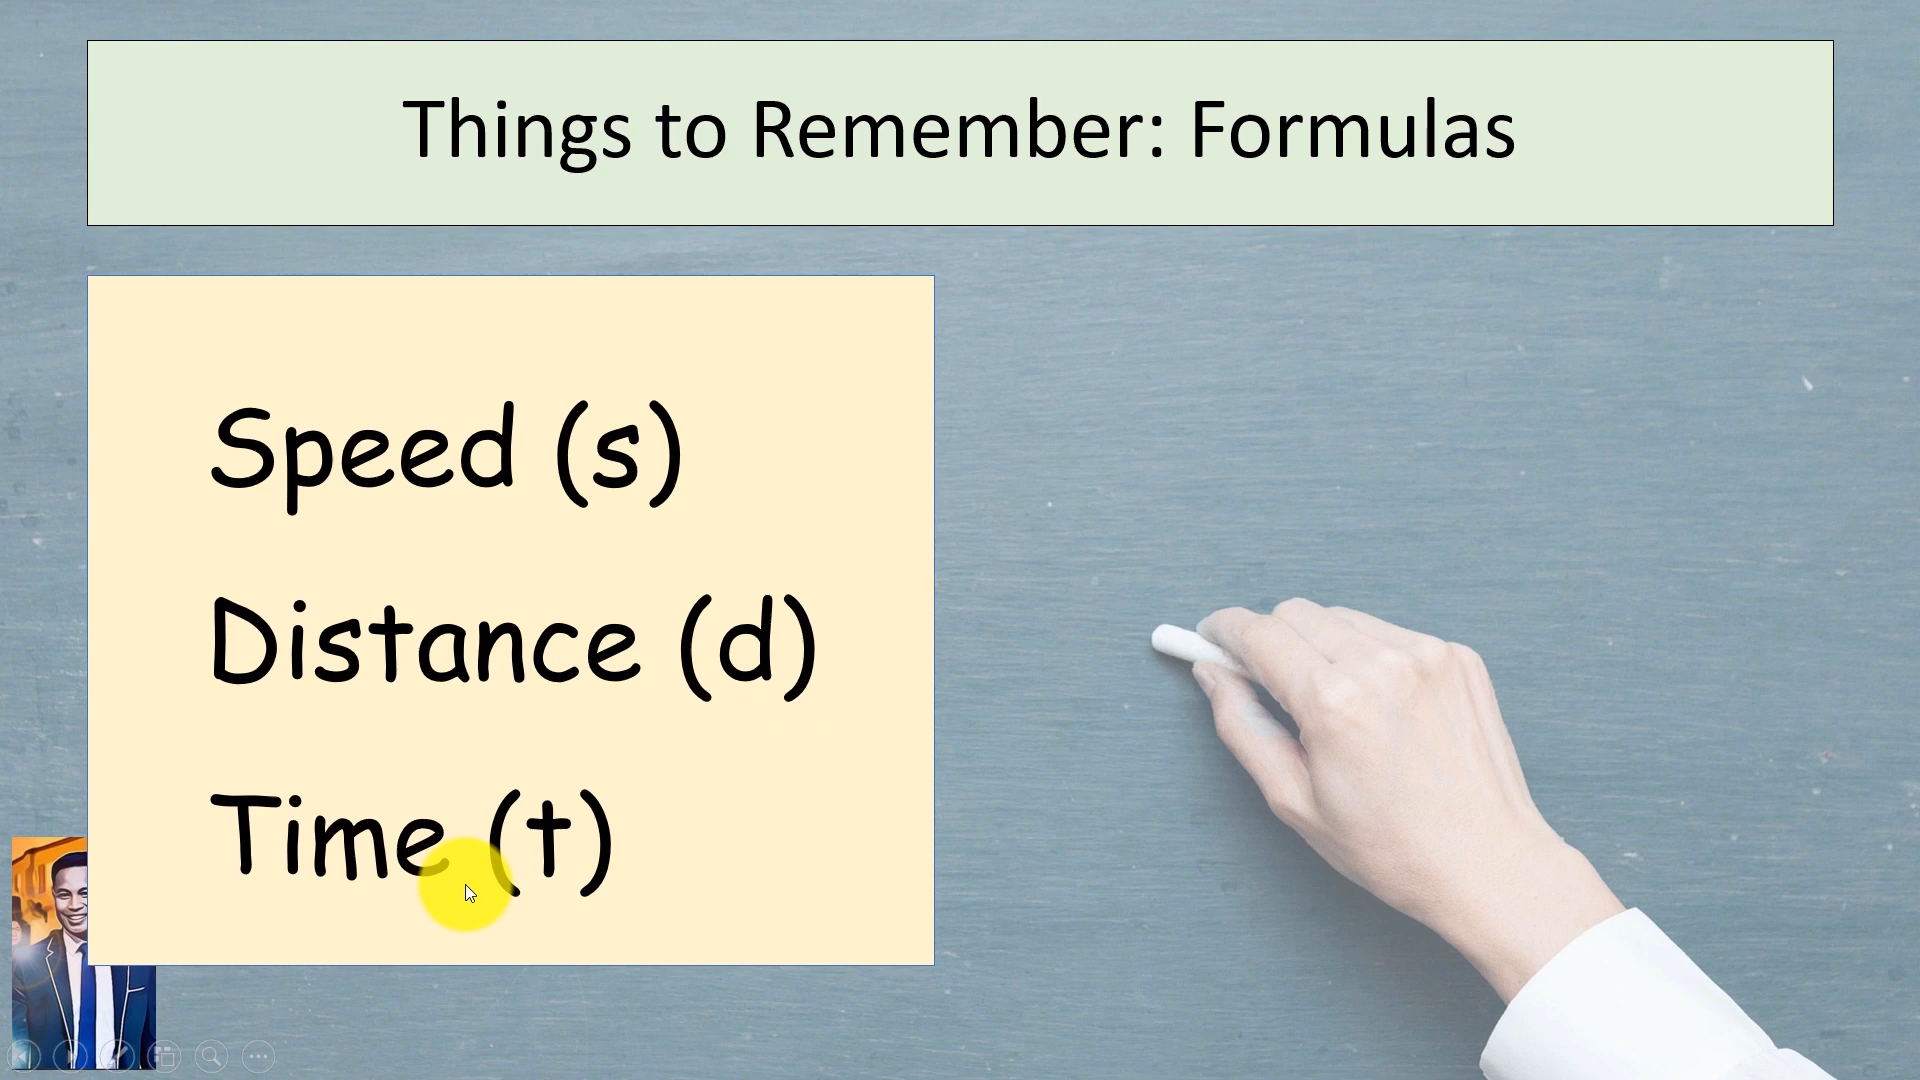 Things to Remember: Formulas
Speed (s)
Distance (d)
Time (t)